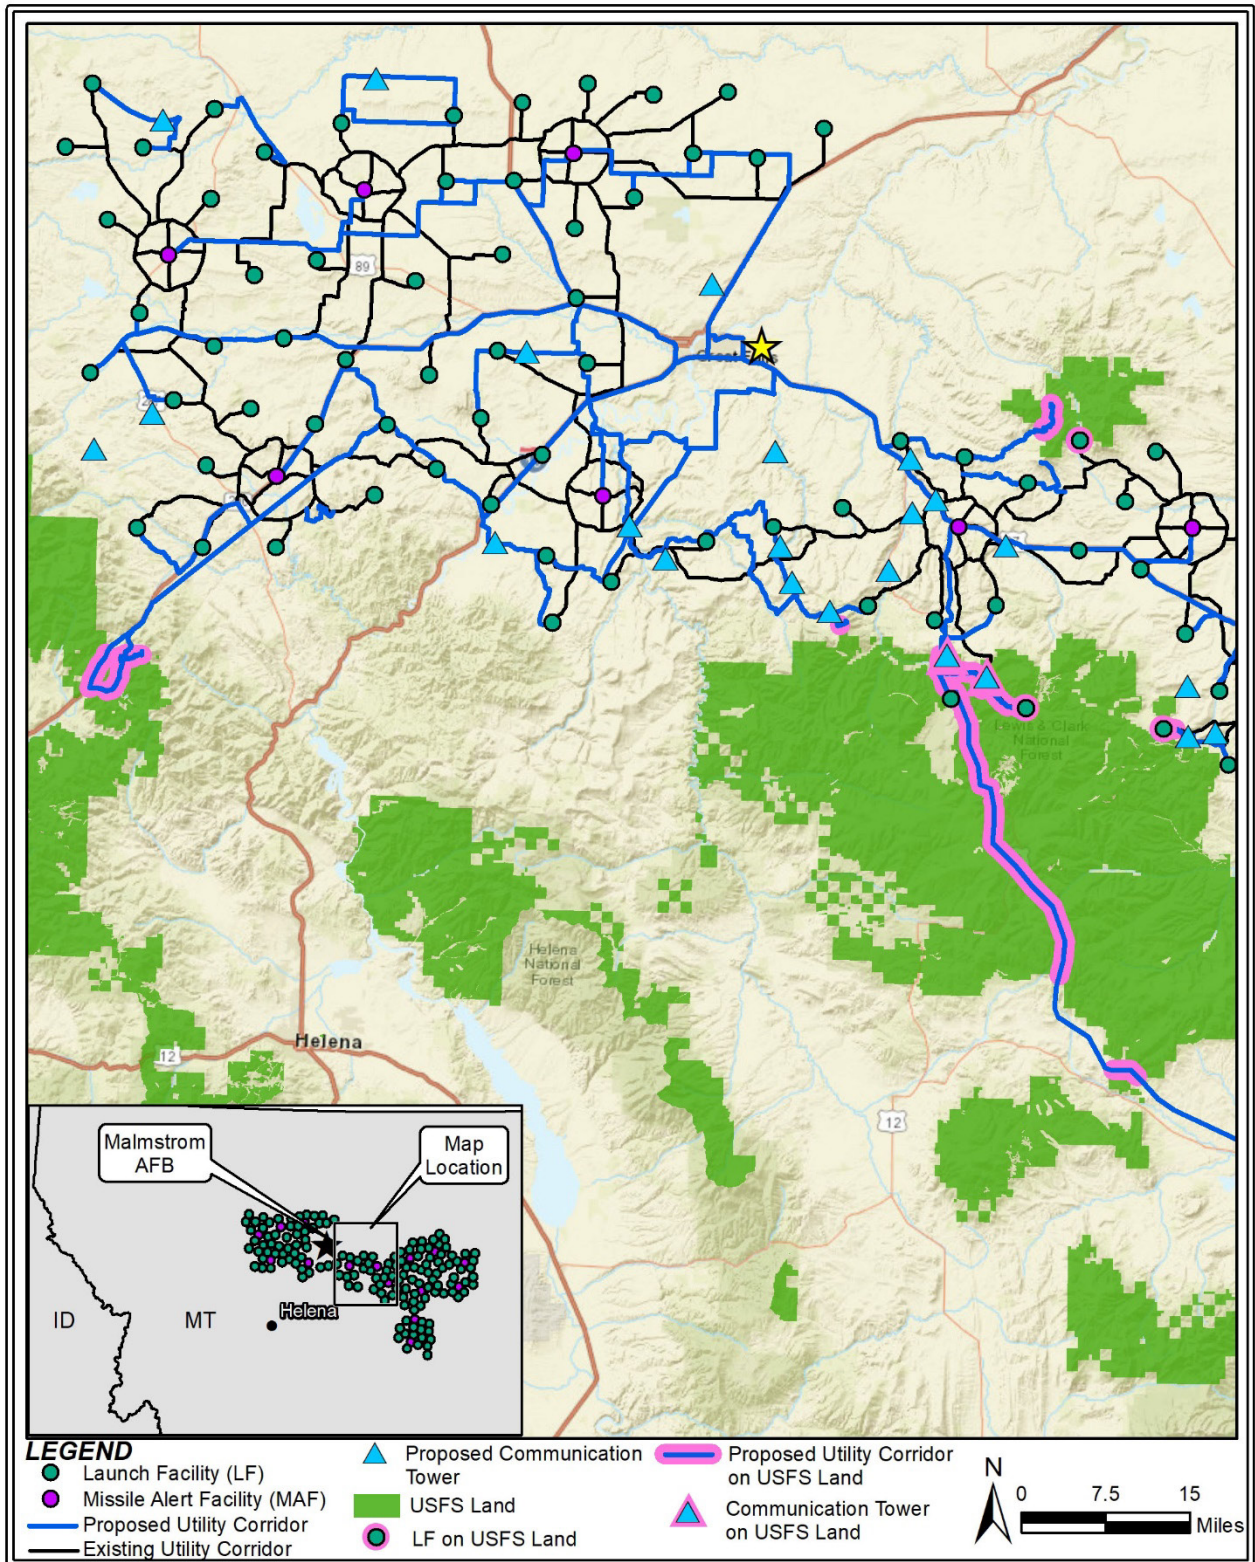 89
Great Falls
Lewis & Clark
National
Forest
Helena
National
Forest
Helena
12
12
Malmstrom
AFB
Map
Location
ID
MT
Helena
LEGEND
Launch Facility (LF)
Missile Alert Facility (MAF)
Proposed Utility Corridor
Existing Utility Corridor
Proposed Communication
Tower
USFS Land
LF on USFS Land
Proposed Utility Corridor
on USFS Land
Communication Tower
on USFS Land
N
0 7.5 15
Miles